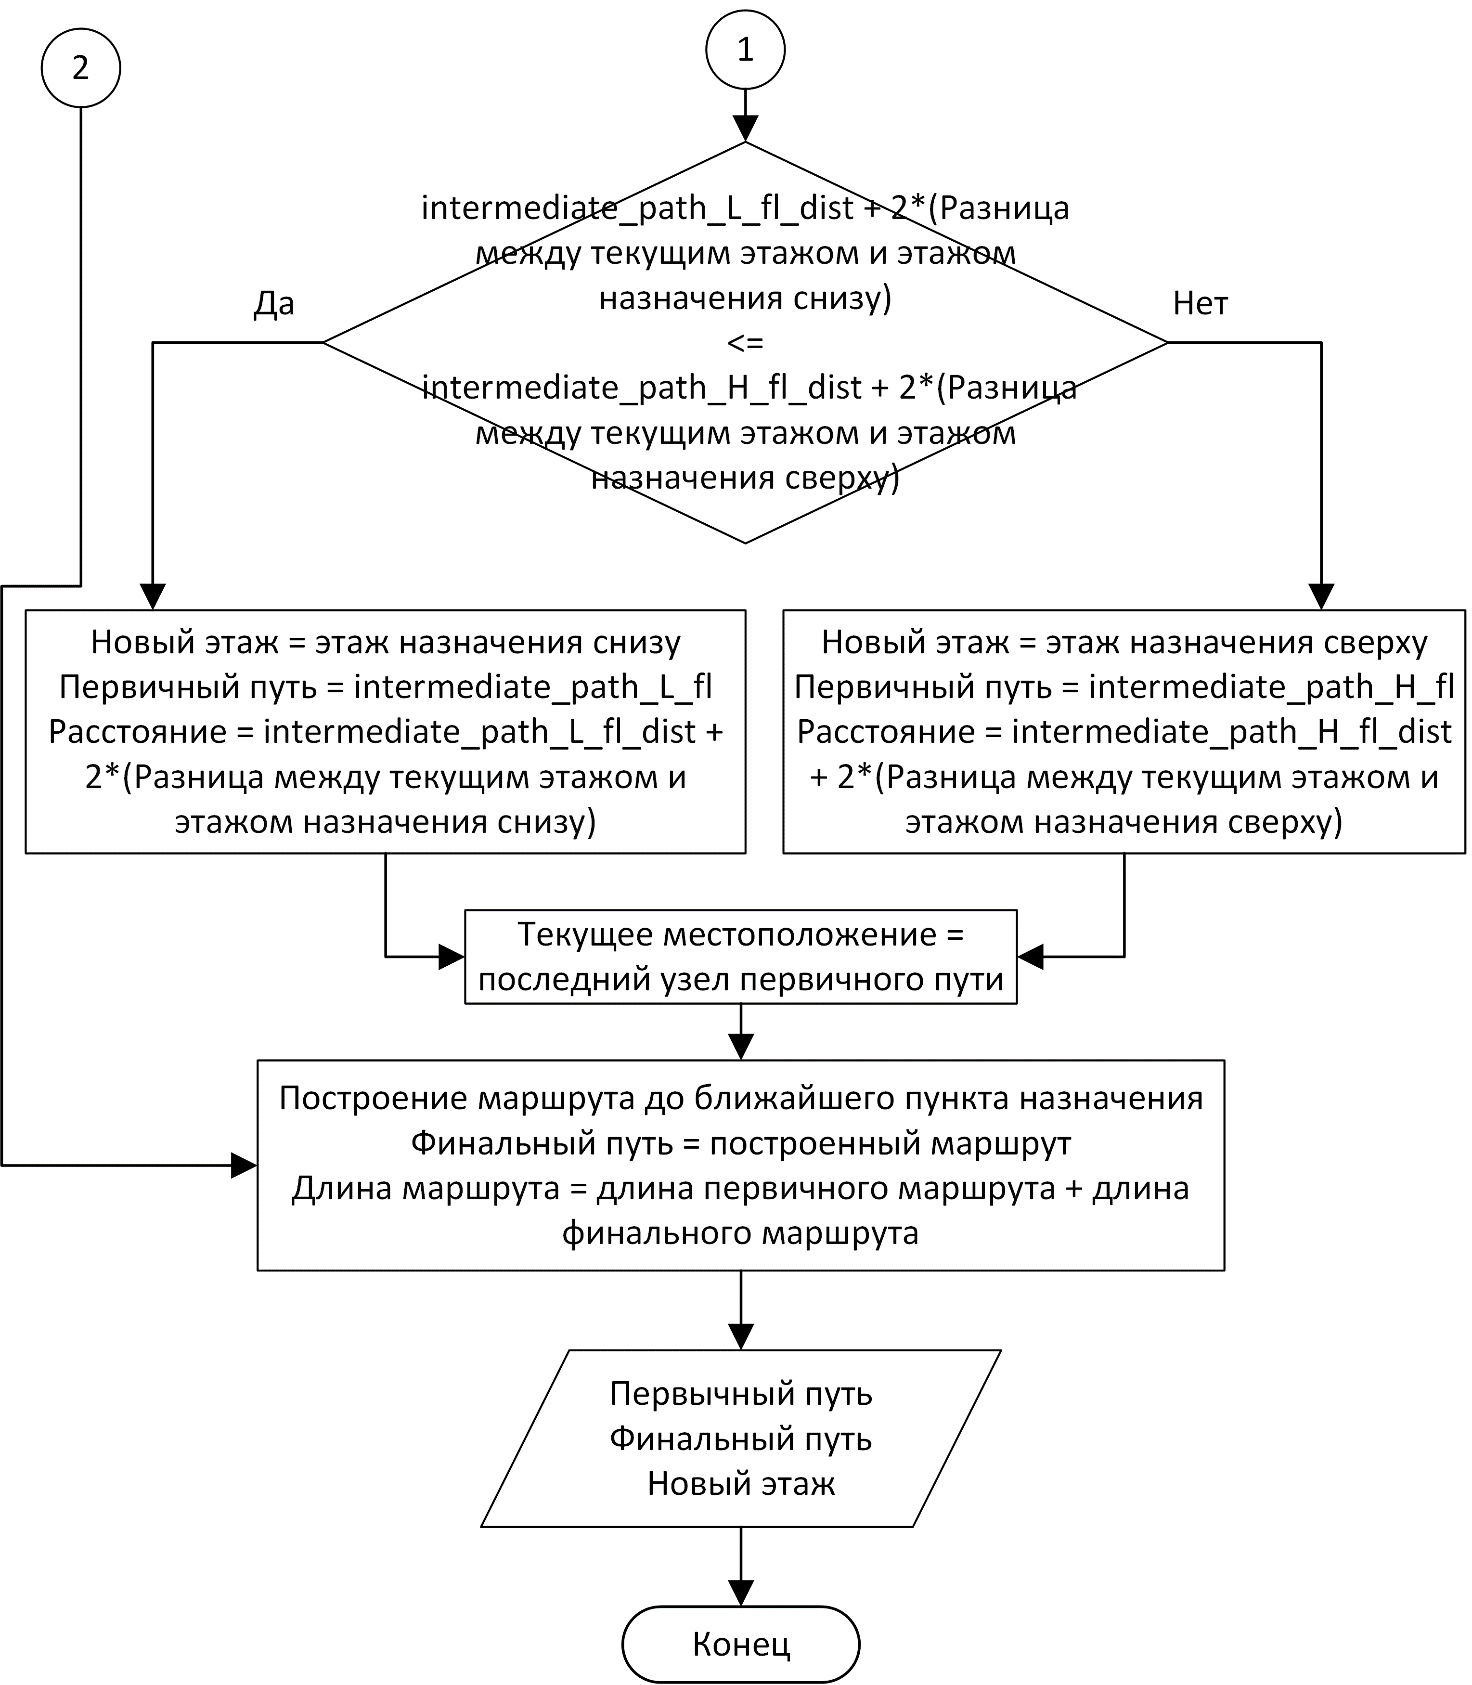 2
1
intermediate_path_L_fl_dist + 2*(Разница
между текущим этажом и этажом
назначения снизу)
<=
intermediate_path_H_fl_dist + 2*(Разница
между текущим этажом и этажом
назначения сверху)
Да
Нет
Новый этаж = этаж назначения снизу
Первичный путь = intermediate_path_L_fl
Расстояние = intermediate_path_L_fl_dist +
2*(Разница между текущим этажом и
этажом назначения снизу)
Новый этаж = этаж назначения сверху
Первичный путь = intermediate_path_H_fl
Расстояние = intermediate_path_H_fl_dist
+ 2*(Разница между текущим этажом и
этажом назначения сверху)
Текущее местоположение =
последний узел первичного пути
Построение маршрута до ближайшего пункта назначения
Финальный путь = построенный маршрут
Длина маршрута = длина первичного маршрута + длина
финального маршрута
Первычный путь
Финальный путь
Новый этаж
Конец